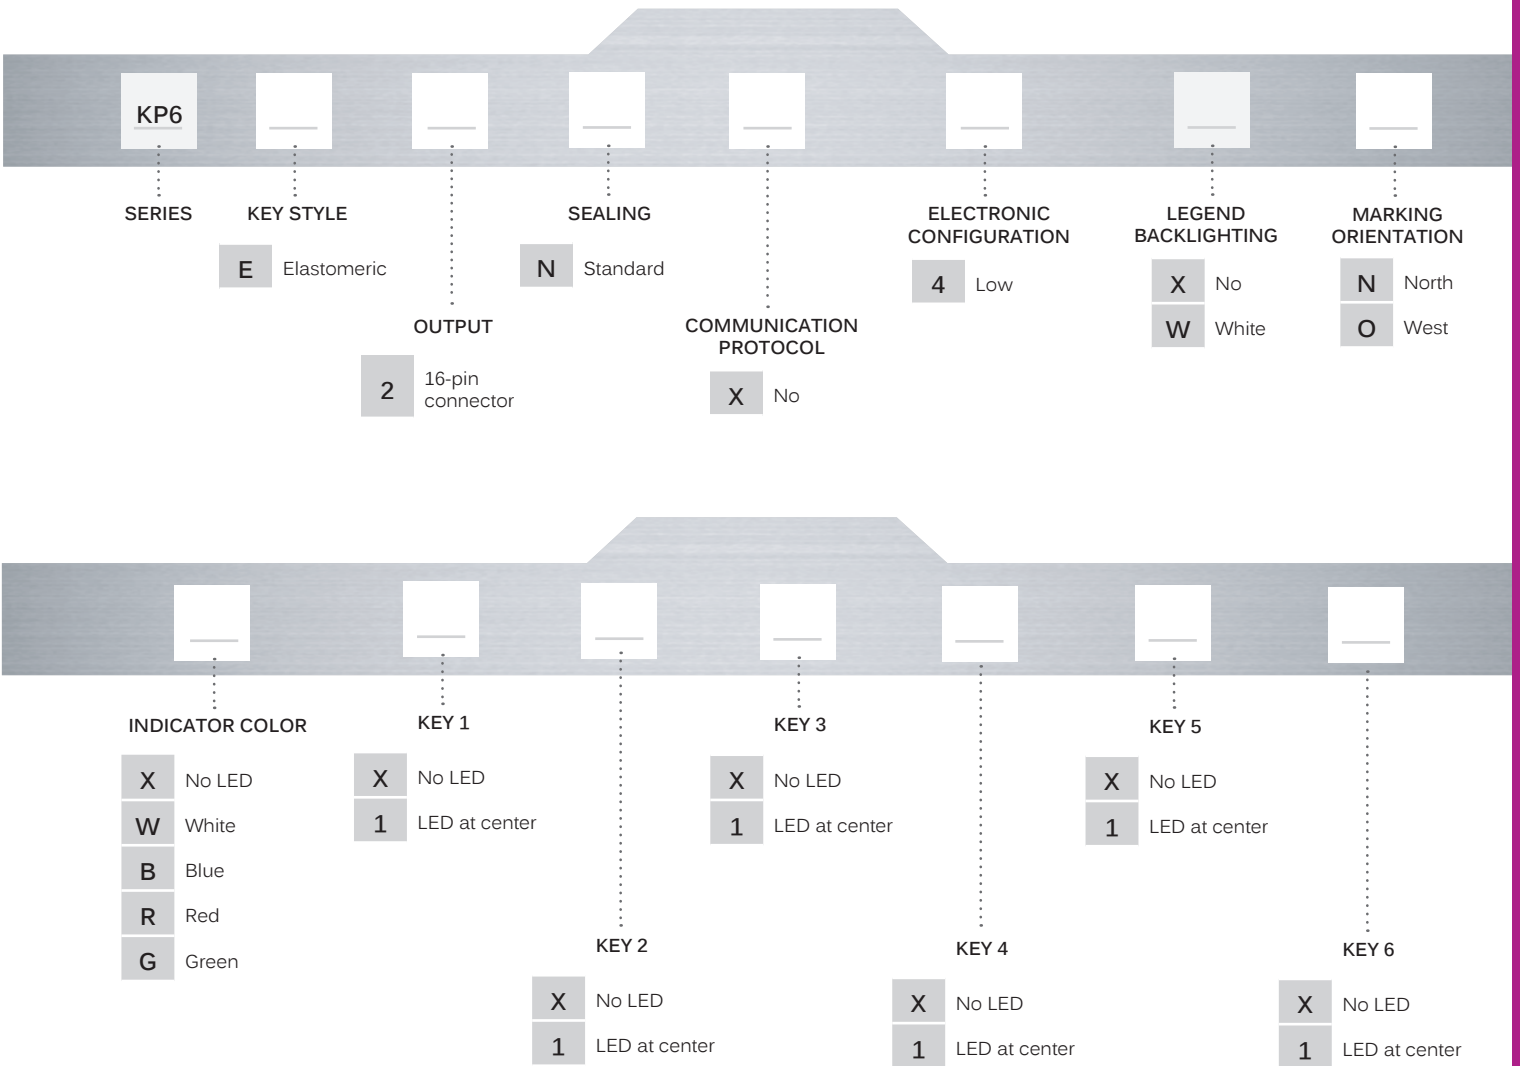 KP6
SERIES
KEY STYLE
E Elastomeric
OUTPUT
2 16-pin
connector
SEALING
N Standard
COMMUNICATION
PROTOCOL
X No
ELECTRONIC
CONFIGURATION
4 Low
LEGEND
BACKLIGHTING
X No
W White
MARKING
ORIENTATION
N North
O West
INDICATOR COLOR
X No LED
W White
B Blue
R Red
G Green
KEY 1
X No LED
1 LED at center
KEY 2
X No LED
1 LED at center
KEY 3
X No LED
1 LED at center
KEY 4
X No LED
1 LED at center
KEY 5
X No LED
1 LED at center
KEY 6
X No LED
1 LED at center